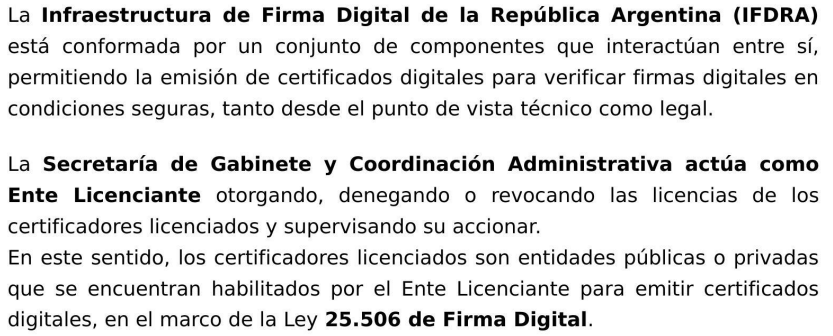 La Infraestructura de Firma Digital de la República Argentina (IFDRA)
está conformada por un conjunto de componentes que interactúan entre sí,
permitiendo la emisión de certificados digitales para verificar firmas digitales en
condiciones seguras, tanto desde el punto de vista técnico como legal.
La Secretaría de Gabinete y Coordinación Administrativa actúa como
Ente Licenciante otorgando, denegando o revocando las licencias de los
certificadores licenciados y supervisando su accionar.
En este sentido, los certificadores licenciados son entidades públicas o privadas
que se encuentran habilitados por el Ente Licenciante para emitir certificados
digitales, en el marco de la Ley 25.506 de Firma Digital.